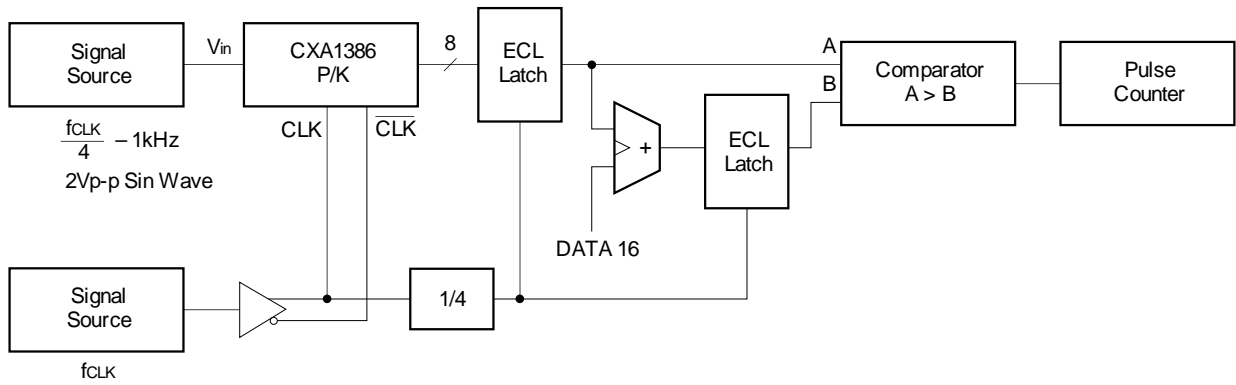 Signal
Source
Vin
CXA1386
P/K
8
ECL
Latch
A
B
Comparator
A > B
Pulse
Counter
fCLK
4
– 1kHz
2Vp-p Sin Wave
CLK
CLK
+
ECL
Latch
DATA 16
Signal
Source
1/4
fCLK